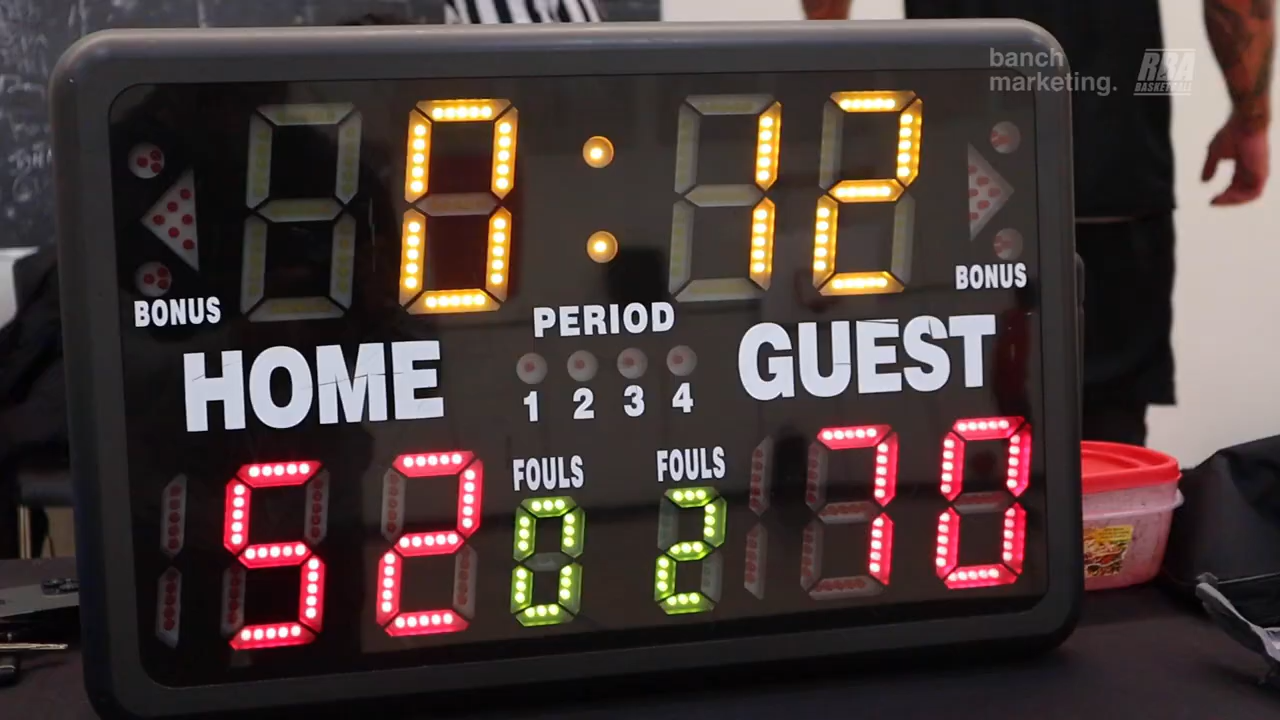 banch
marketing.
RBA
BASKETBALL
0:12
BONUS
BONUS
PERIOD
HOME
GUEST
1 2 3 4
FOULS
FOULS
52
0
2
70